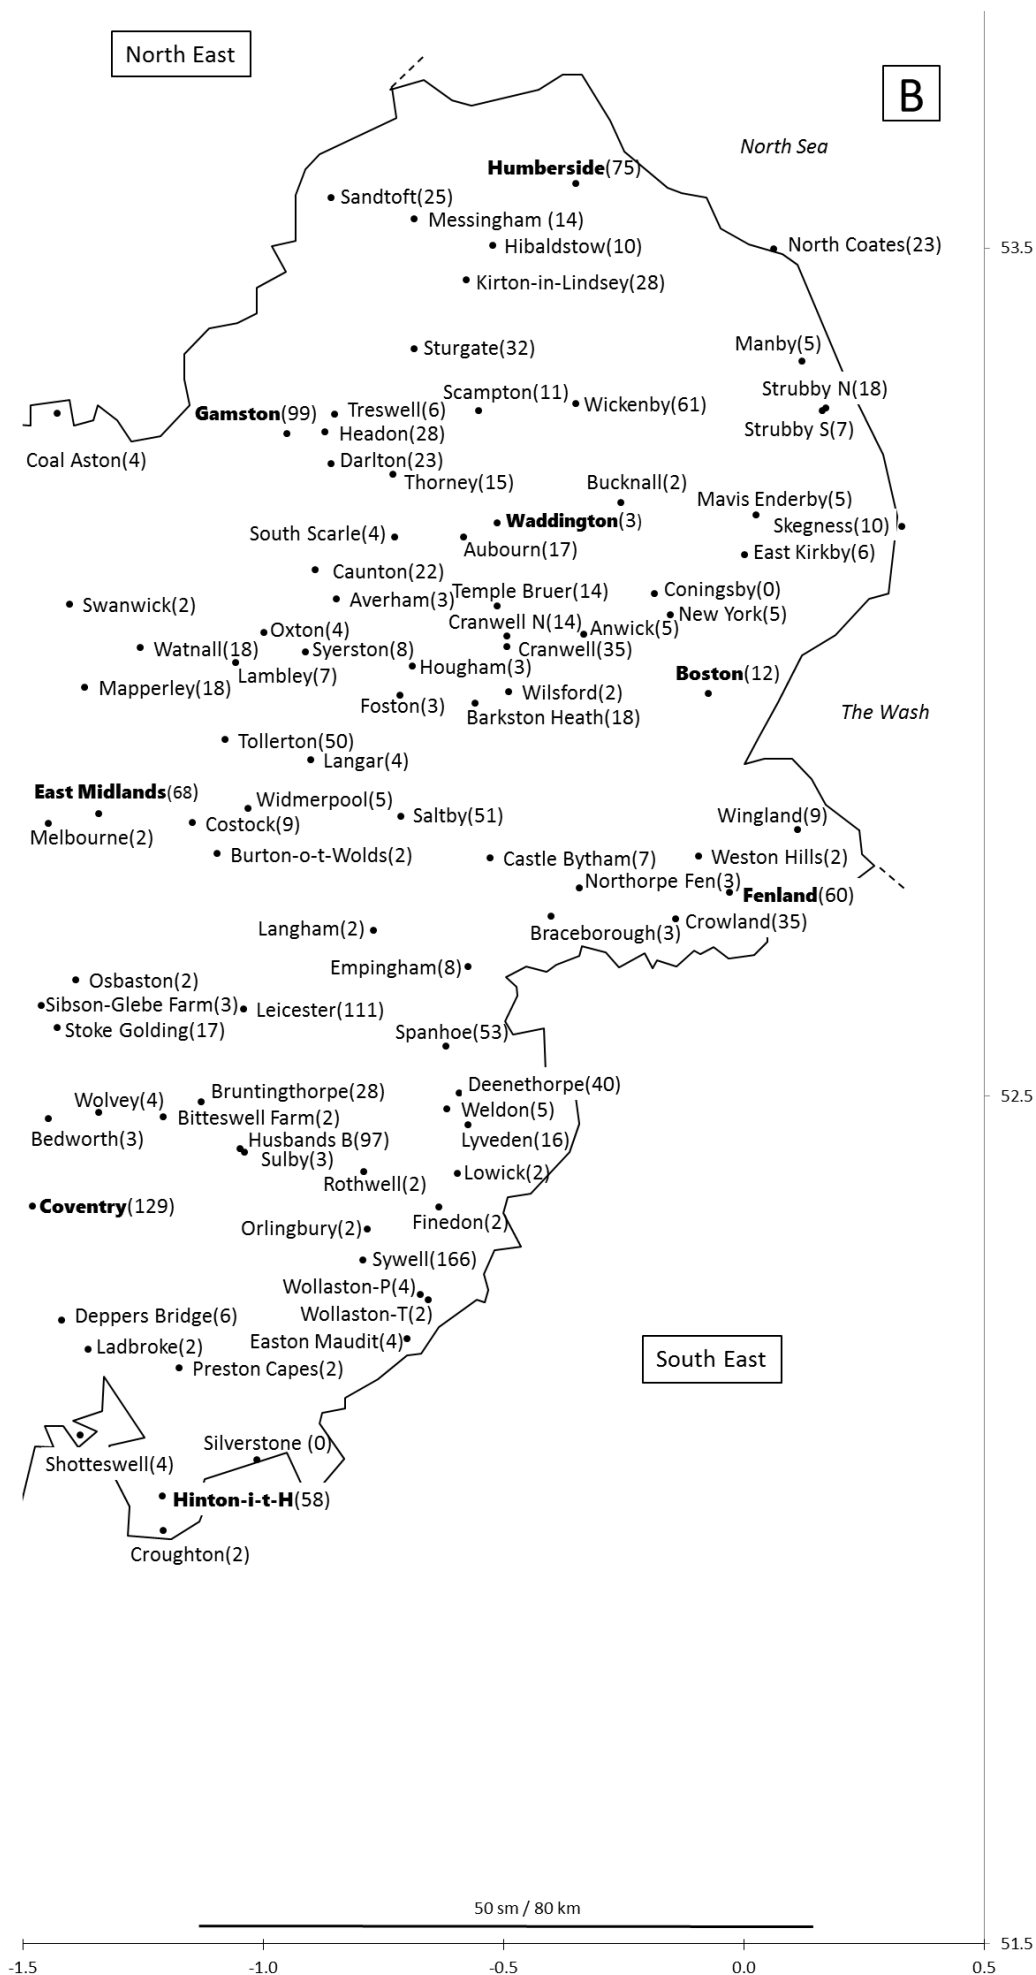 North East
B
North Sea
Humberside(75)
Sandtoft(25)
Messingham (14)
Hibaldstow(10)
North Coates(23)
53.5
Kirton-in-Lindsey(28)
Manby(5)
Sturgate(32)
Strubby N(18)
Scampton(11)
Wickenby(61)
Gamston(99)
Treswell(6)
Strubby S(7)
Headon(28)
Coal Aston(4)
Darlton(23)
Thorney(15)
Bucknall(2)
Mavis Enderby(5)
Waddington(3)
Skegness(10)
South Scarle(4)
Aubourn(17)
East Kirkby(6)
Caunton(22)
Temple Bruer(14)
Coningsby(0)
Averham(3)
Swanwick(2)
New York(5)
Cranwell N(14)
Anwick(5)
Oxton(4)
Watnall(18)
Syerston(8)
Cranwell(35)
Hougham(3)
Lambley(7)
Boston(12)
Mapperley(18)
Wilsford(2)
Foston(3)
Barkston Heath(18)
The Wash
Tollerton(50)
Langar(4)
East Midlands(68)
Widmerpool(5)
Saltby(51)
Wingland(9)
Costock(9)
Melbourne(2)
Burton-o-t-Wolds(2)
Castle Bytham(7)
Weston Hills(2)
Northorpe Fen(3)
Fenland(60)
Crowland(35)
Langham(2)
Braceborough(3)
Empingham(8)
Osbaston(2)
Sibson-Glebe Farm(3)
Leicester(111)
Stoke Golding(17)
Spanhoe(53)
Deenethorpe(40)
52.5
Bruntingthorpe(28)
Wolvey(4)
Weldon(5)
Bitteswell Farm(2)
Bedworth(3)
Husbands B(97)
Lyveden(16)
Sulby(3)
Lowick(2)
Rothwell(2)
Coventry(129)
Finedon(2)
Orlingbury(2)
Sywell(166)
Wollaston-P(4)
Wollaston-T(2)
Deppers Bridge(6)
Easton Maudit(4)
Ladbroke(2)
South East
Preston Capes(2)
Silverstone (0)
Shotteswell(4)
Hinton-i-t-H(58)
Croughton(2)
50 sm / 80 km
51.5
-1.5
-1.0
-0.5
0.0
0.5